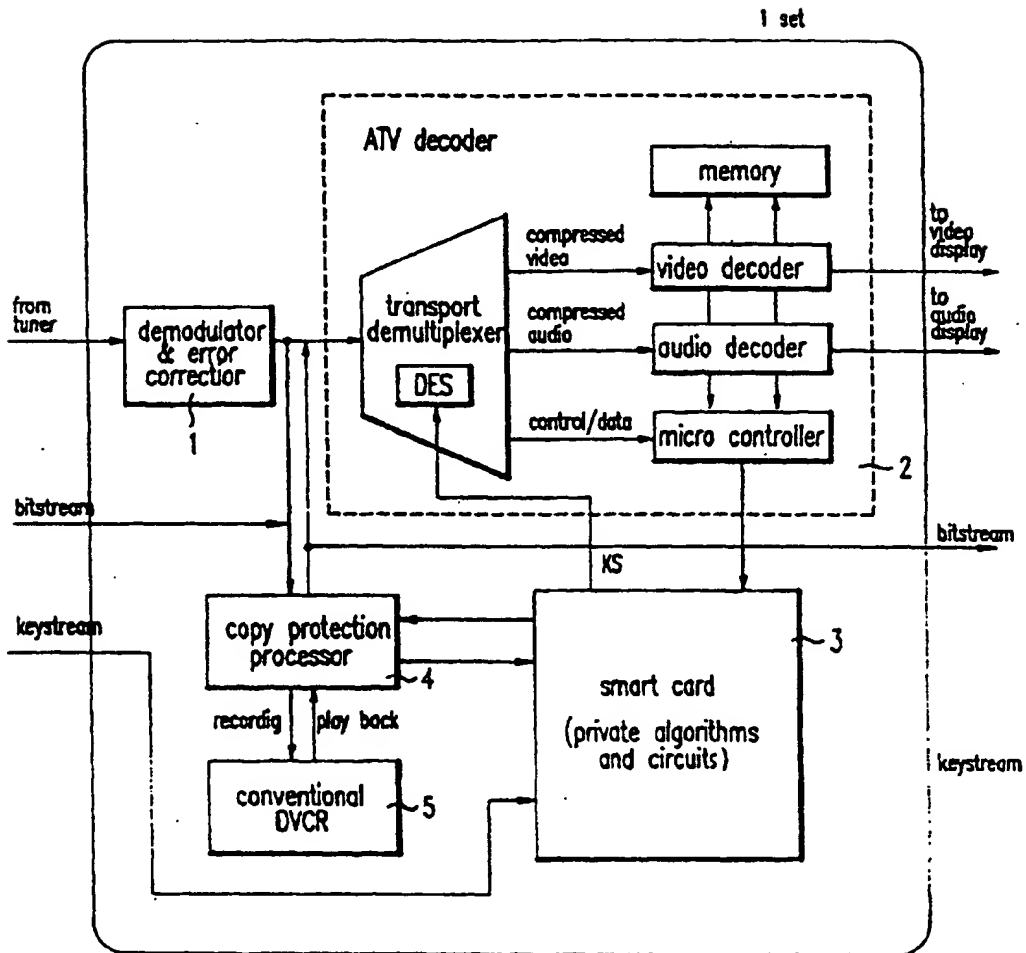 1 set
ATV decoder
memory
compressed
video
video decoder
to
video
display
from
tuner
demodulator
& error
correctior
1
transport
demultiplexer
DES
compressed
audio
audio decoder
to
audio
display
control/data
micro controller
2
bitstream
bitstream
KS
keystream
copy protection
processor
4
smart card
(private algorithms
and circuits)
3
recordig
play back
conventional
DVCR
5
keystream